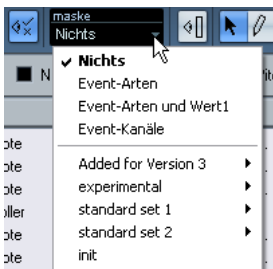 maske
Nichts
N
Nichts
Event-Arten
Event-Arten und Wert1
Event-Kanäle
Added for Version 3
experimental
standard set 1
standard set 2
init